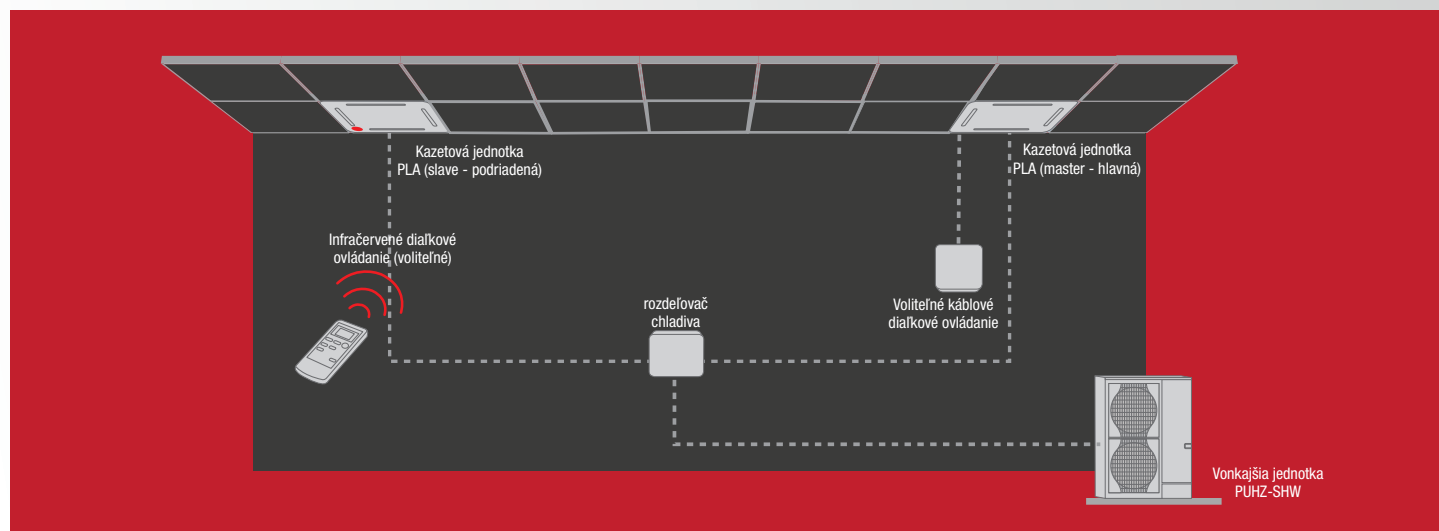 Kazetová jednotka
PLA (slave - podriadená)
Kazetová jednotka
PLA (master - hlavná)
Infračervené diaľkové
ovládanie (voliteľné)
rozdeľovač
chladiva
Voliteľné káblové
diaľkové ovládanie
Vonkajšia jednotka
PUHZ-SHW